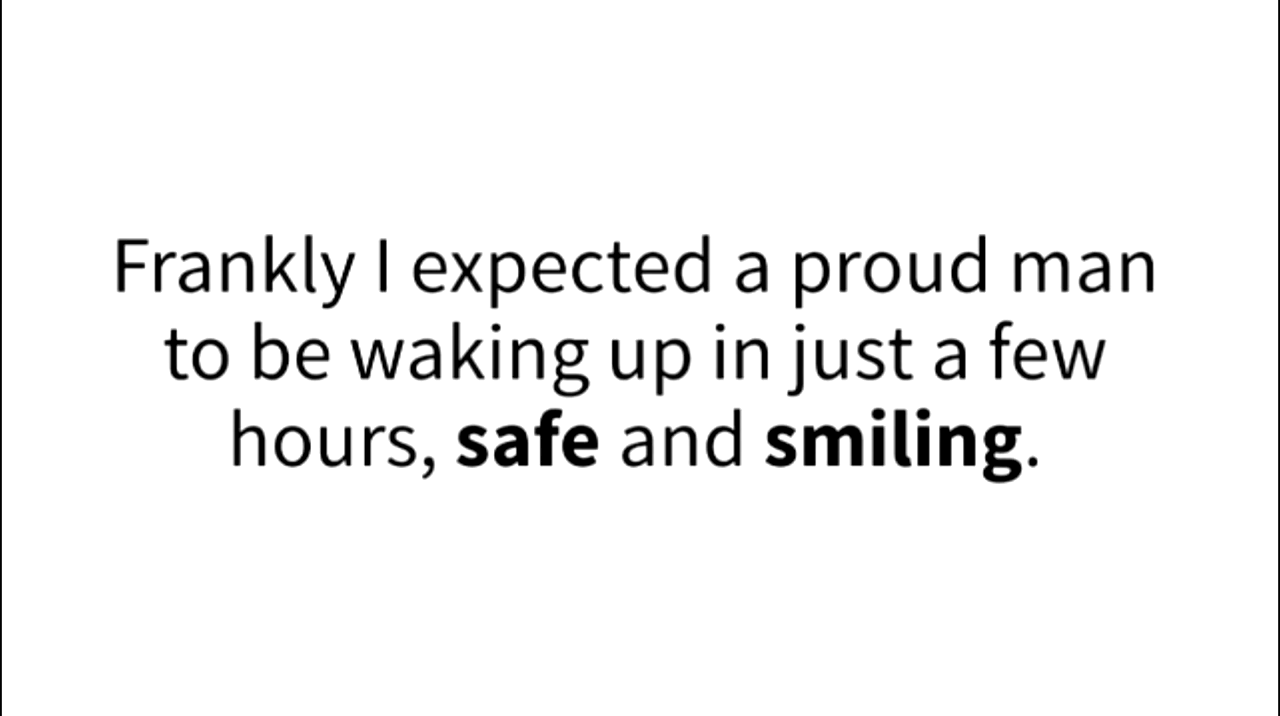 Frankly I expected a proud man
to be waking up in just a few
hours, safe and smiling.